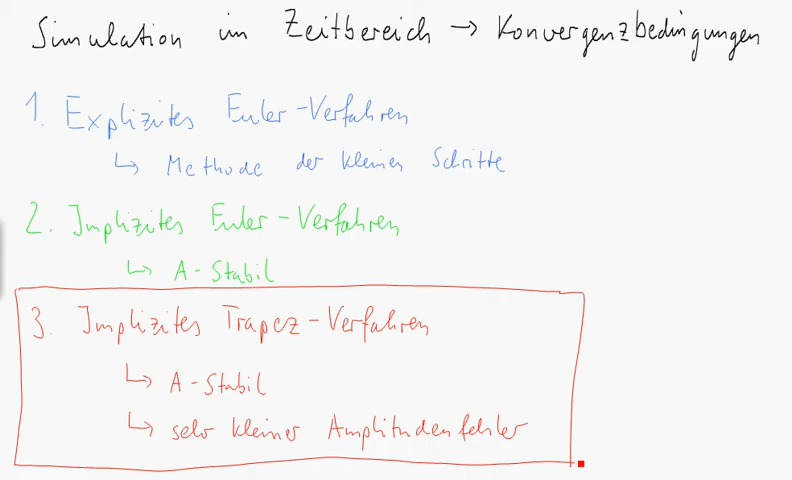 Simulation im Zeitbereich → Konvergenzbedingungen
1. Explizites Euler-Verfahren
↳ Methode der kleinen Schritte
2. Implizites Euler-Verfahren
↳ A-Stabil
3. Implizites Trapez-Verfahren
↳ A-Stabil
↳ sehr kleiner Amplitudenfehler